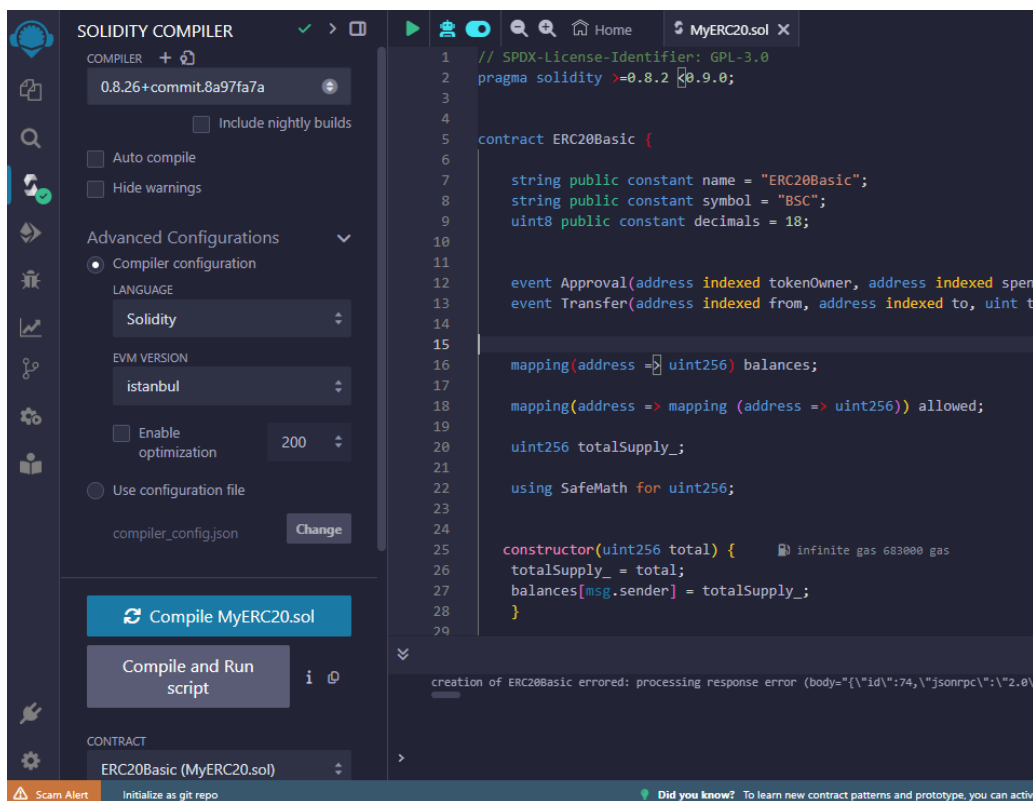 SOLIDITY COMPILER
COMPILER
0.8.26+commit.8a97fa7a
Include nightly builds
Auto compile
Hide warnings
Advanced Configurations
Compiler configuration
LANGUAGE
Solidity
EVM VERSION
istanbul
Enable optimization
200
Use configuration file
compiler_config.json
Change
Compile MyERC20.sol
Compile and Run script
i
CONTRACT
ERC20Basic (MyERC20.sol)
Home
MyERC20.sol
1 // SPDX-License-Identifier: GPL-3.0
2 pragma solidity >=0.8.2 <0.9.0;
3
4
5 contract ERC20Basic {
6
7 string public constant name = "ERC20Basic";
8 string public constant symbol = "BSC";
9 uint8 public constant decimals = 18;
10
11
12 event Approval(address indexed tokenOwner, address indexed spen
13 event Transfer(address indexed from, address indexed to, uint t
14
15
16 mapping(address => uint256) balances;
17
18 mapping(address => mapping (address => uint256)) allowed;
19
20 uint256 totalSupply_;
21
22 using SafeMath for uint256;
23
24
25 constructor(uint256 total) { infinite gas 683000 gas
26 totalSupply_ = total;
27 balances[msg.sender] = totalSupply_;
28 }
29
creation of ERC20Basic errored: processing response error (body="{\"id\":74,\"jsonrpc\":\"2.0\
>
Scam Alert
Initialize as git repo
Did you know? To learn new contract patterns and prototype, you can activ